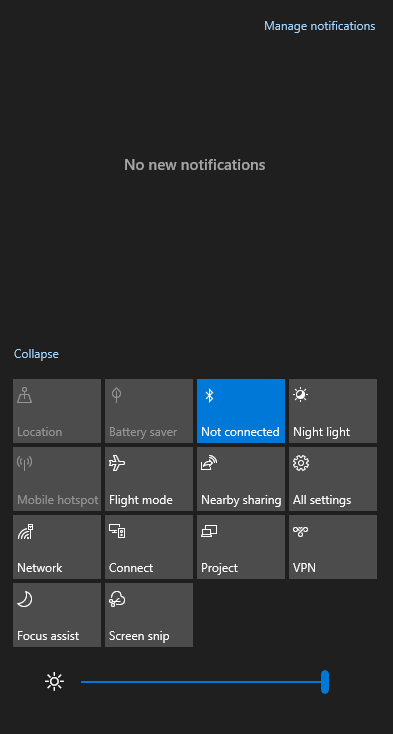 Manage notifications
No new notifications
Collapse
Location
Battery saver
Not connected
Night light
Mobile hotspot
Flight mode
Nearby sharing
All settings
Network
Connect
Project
VPN
Focus assist
Screen snip